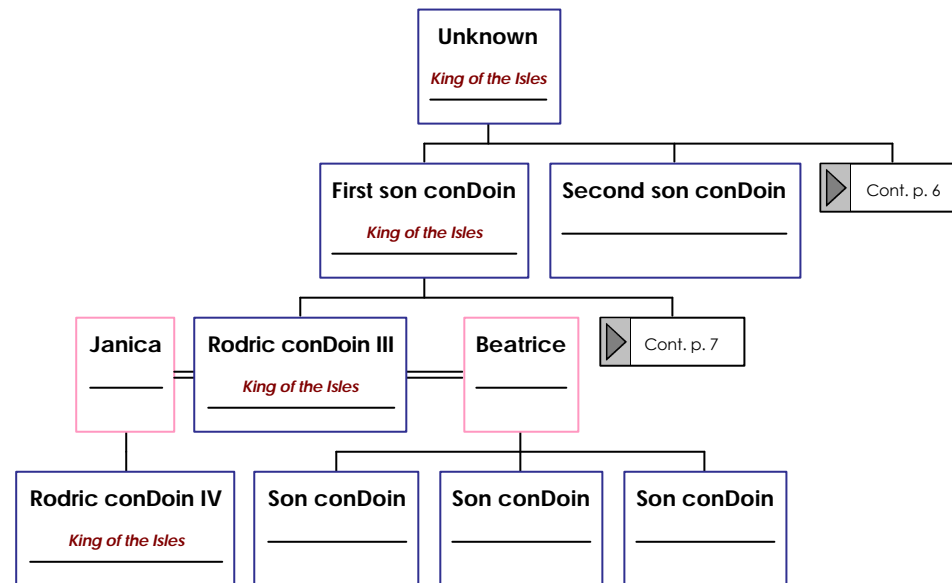 Unknown
King of the Isles
First son conDoin
King of the Isles
Second son conDoin
Cont. p. 6
Janica
Rodric conDoin III
King of the Isles
Beatrice
Cont. p. 7
Rodric conDoin IV
King of the Isles
Son conDoin
Son conDoin
Son conDoin